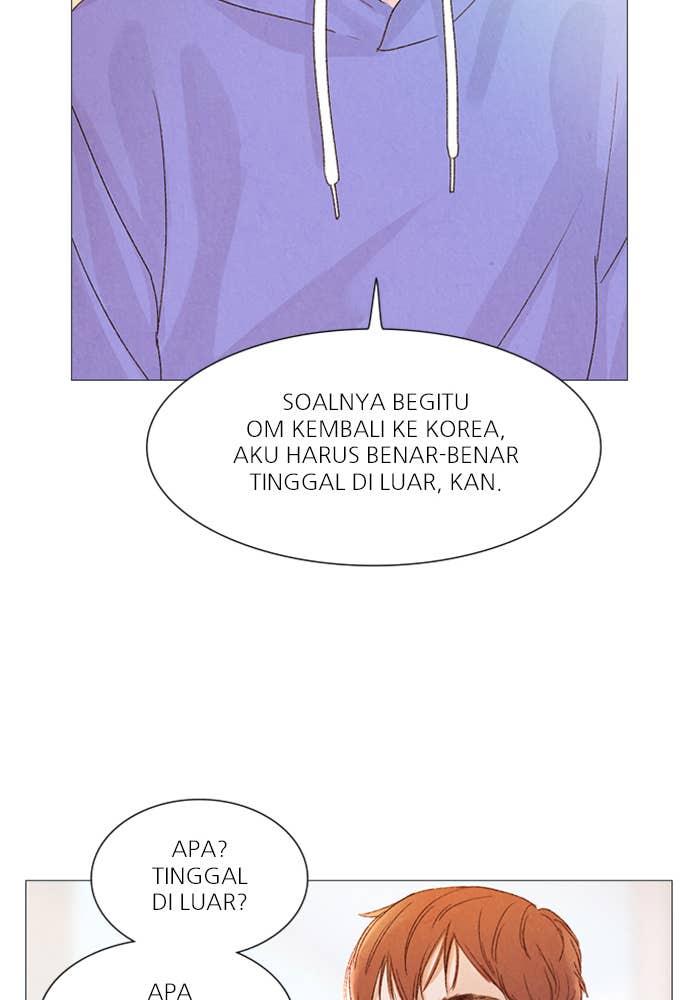 SOALNYA BEGITU
OM KEMBALI KE KOREA,
AKU HARUS BENAR-BENAR
TINGGAL DI LUAR, KAN.
APA?
TINGGAL
DI LUAR?
APA